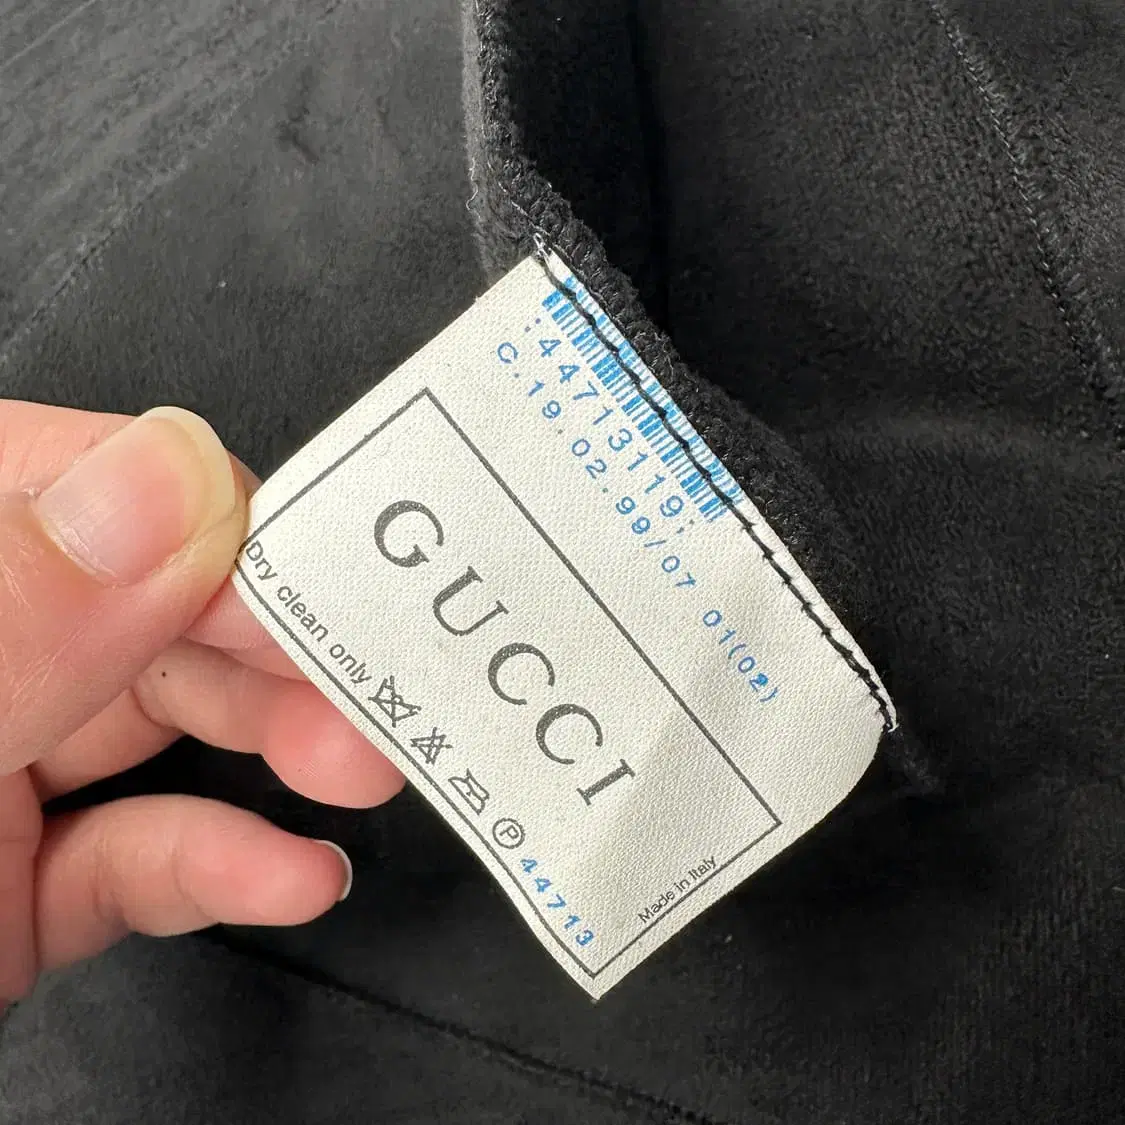 :44713119:
C.19.02.99/07 01(02)
GUCCI
Dry clean only
P
44713
Made in Italy